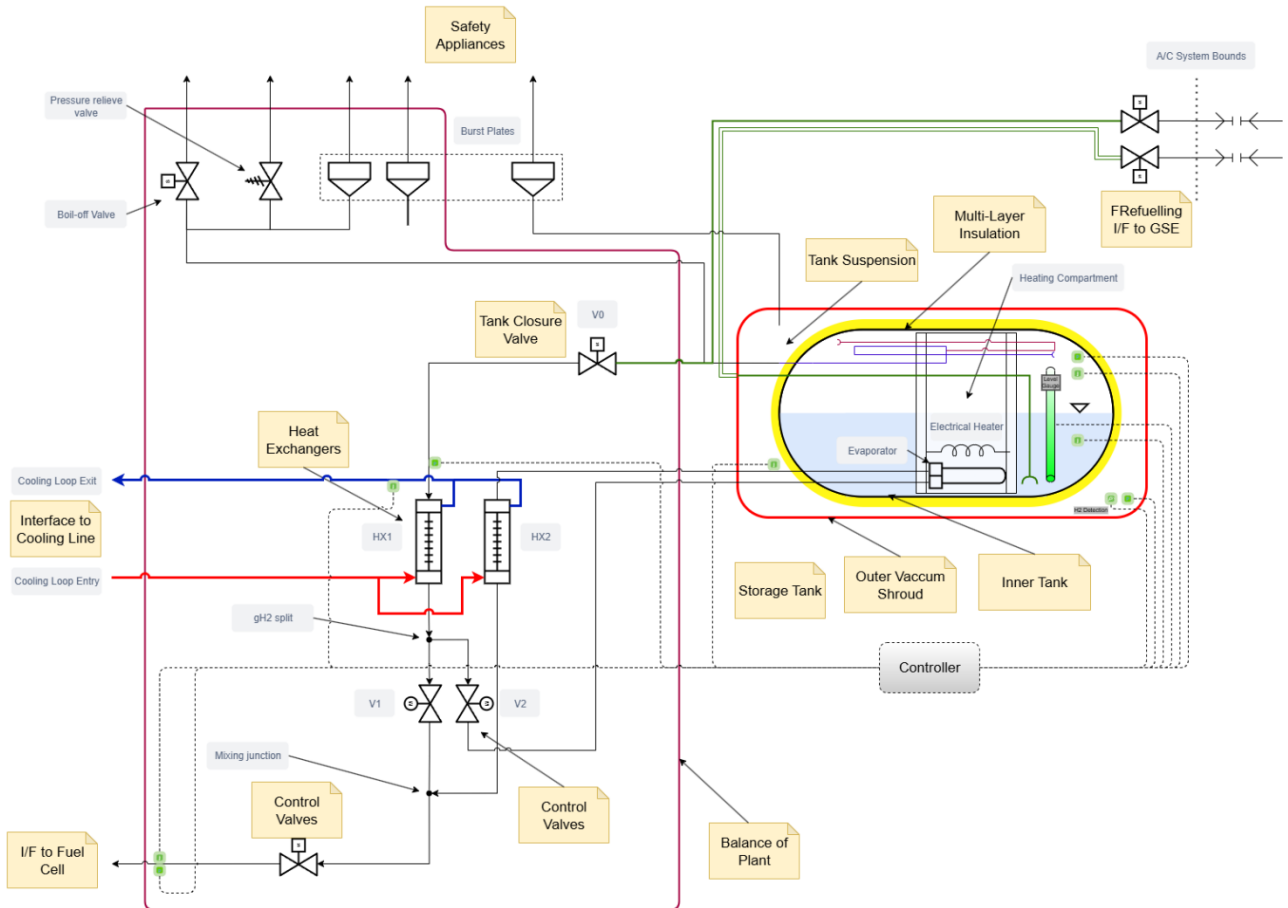 Safety
Appliances
A/C System Bounds
Pressure relieve
valve
Burst Plates
Boil-off Valve
Multi-Layer
Insulation
FRefuelling
I/F to GSE
Tank Suspension
Heating Compartment
Tank Closure
Valve
V0
Level
Gauge
Heat
Exchangers
Electrical Heater
Evaporator
Cooling Loop Exit
Interface to
Cooling Line
HX1
HX2
H2 Detection
Cooling Loop Entry
Storage Tank
Outer Vaccum
Shroud
Inner Tank
gH2 split
Controller
V1
V2
Mixing junction
Control
Valves
Control
Valves
Balance of
Plant
I/F to Fuel
Cell